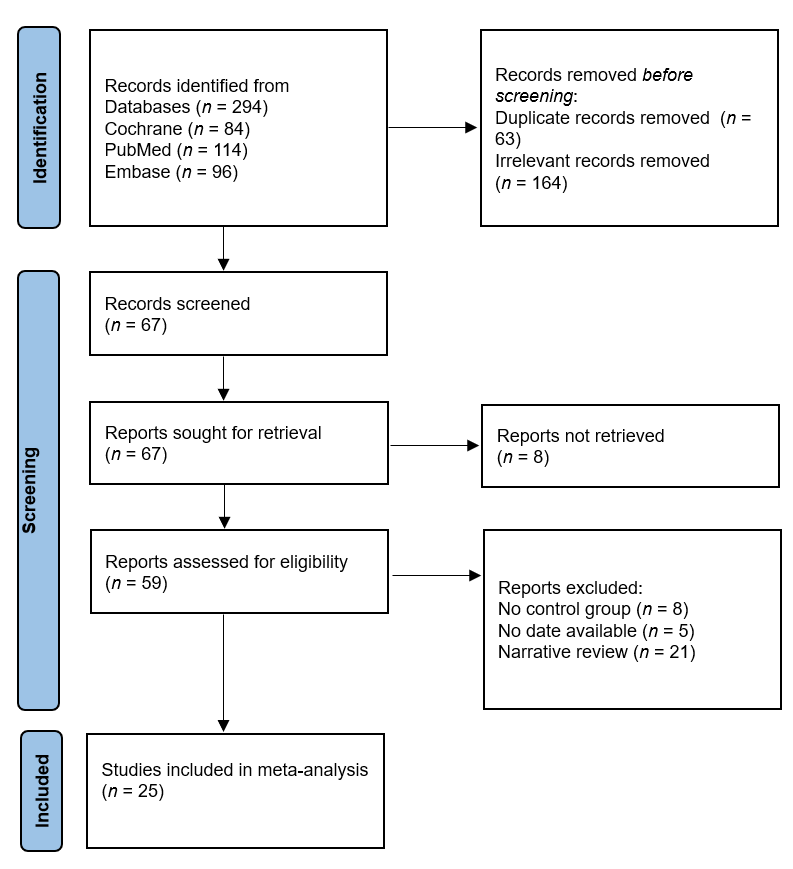 Identification
Records identified from
Databases (n = 294)
Cochrane (n = 84)
PubMed (n = 114)
Embase (n = 96)
Records removed before
screening:
Duplicate records removed  (n =
63)
Irrelevant records removed
(n = 164)
Screening
Records screened
(n = 67)
Reports sought for retrieval
(n = 67)
Reports not retrieved
(n = 8)
Reports assessed for eligibility
(n = 59)
Reports excluded:
No control group (n = 8)
No date available (n = 5)
Narrative review (n = 21)
Included
Studies included in meta-analysis
(n = 25)